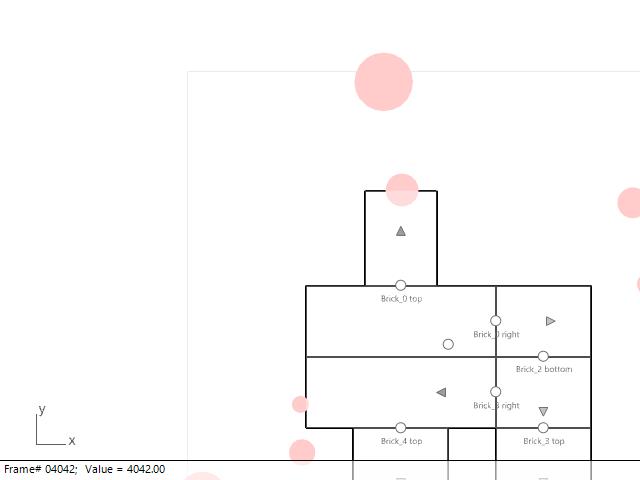 Brick_0 top
Brick_0 right
Brick_2 bottom
Brick_3 right
Brick_4 top
Brick_3 top
y
x
Frame# 04042;  Value = 4042.00